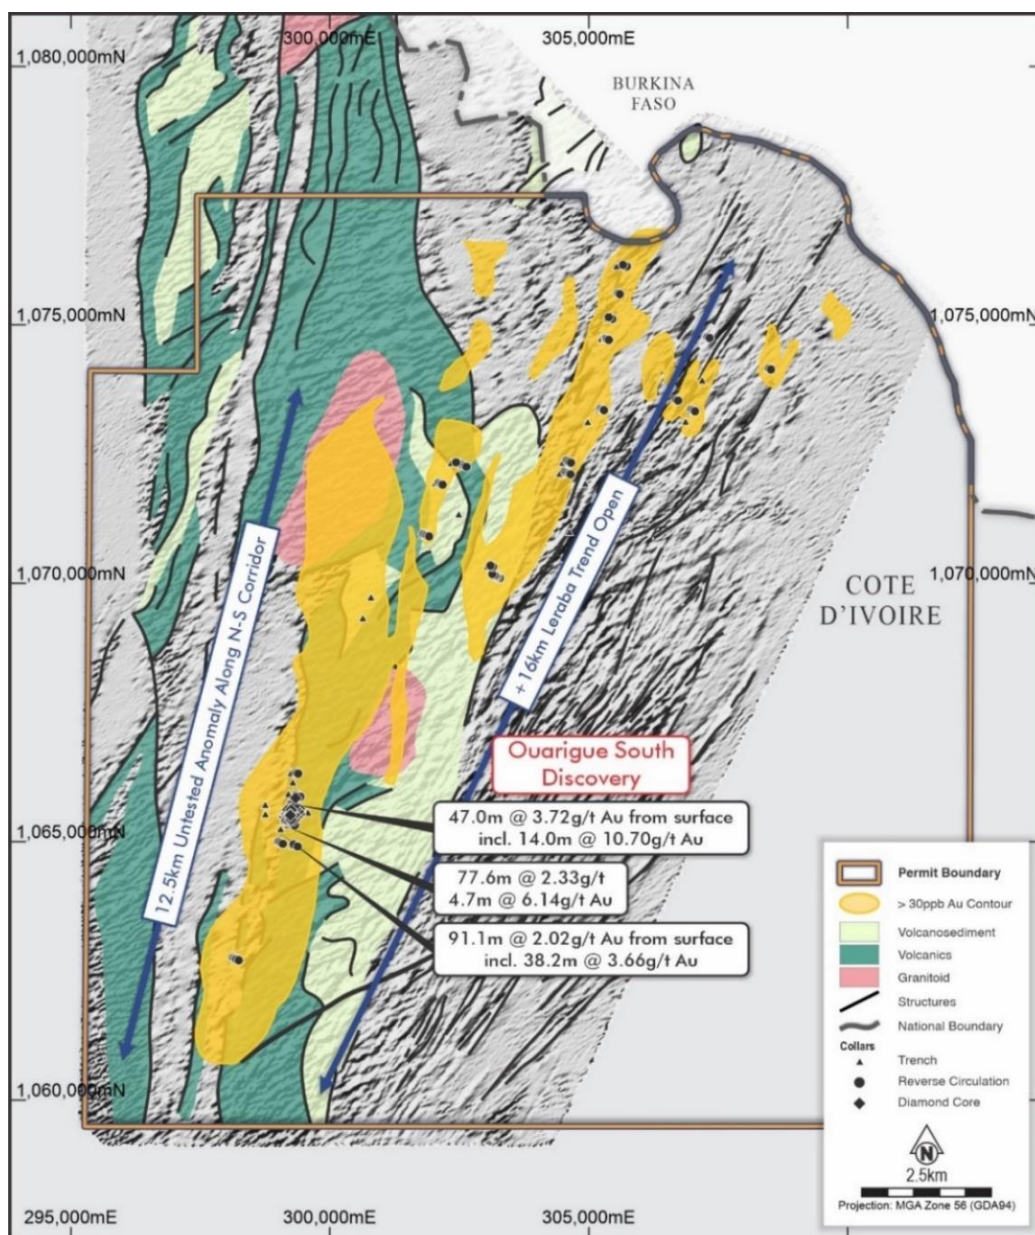 300,000mE
305,000mE
1,080,000mN
BURKINA
FASO
1,075,000mN
1,075,000mN
1,070,000mN
1,070,000mN
COTE
D'IVOIRE
12.5km Untested Anomaly Along N-S Corridor
+16km Leraba Trend Open
Ouarigue South
Discovery
1,065,000mN
47.0m @ 3.72g/t Au from surface
incl. 14.0m @ 10.70g/t Au
77.6m @ 2.33g/t
4.7m @ 6.14g/t Au
91.1m @ 2.02g/t Au from surface
incl. 38.2m @ 3.66g/t Au
1,060,000mN
295,000mE
300,000mE
305,000mE
Permit Boundary
> 30ppb Au Contour
Volcanosediment
Volcanics
Granitoid
Structures
National Boundary
Collars
Trench
Reverse Circulation
Diamond Core
N
2.5km
Projection: MGA Zone 56 (GDA94)